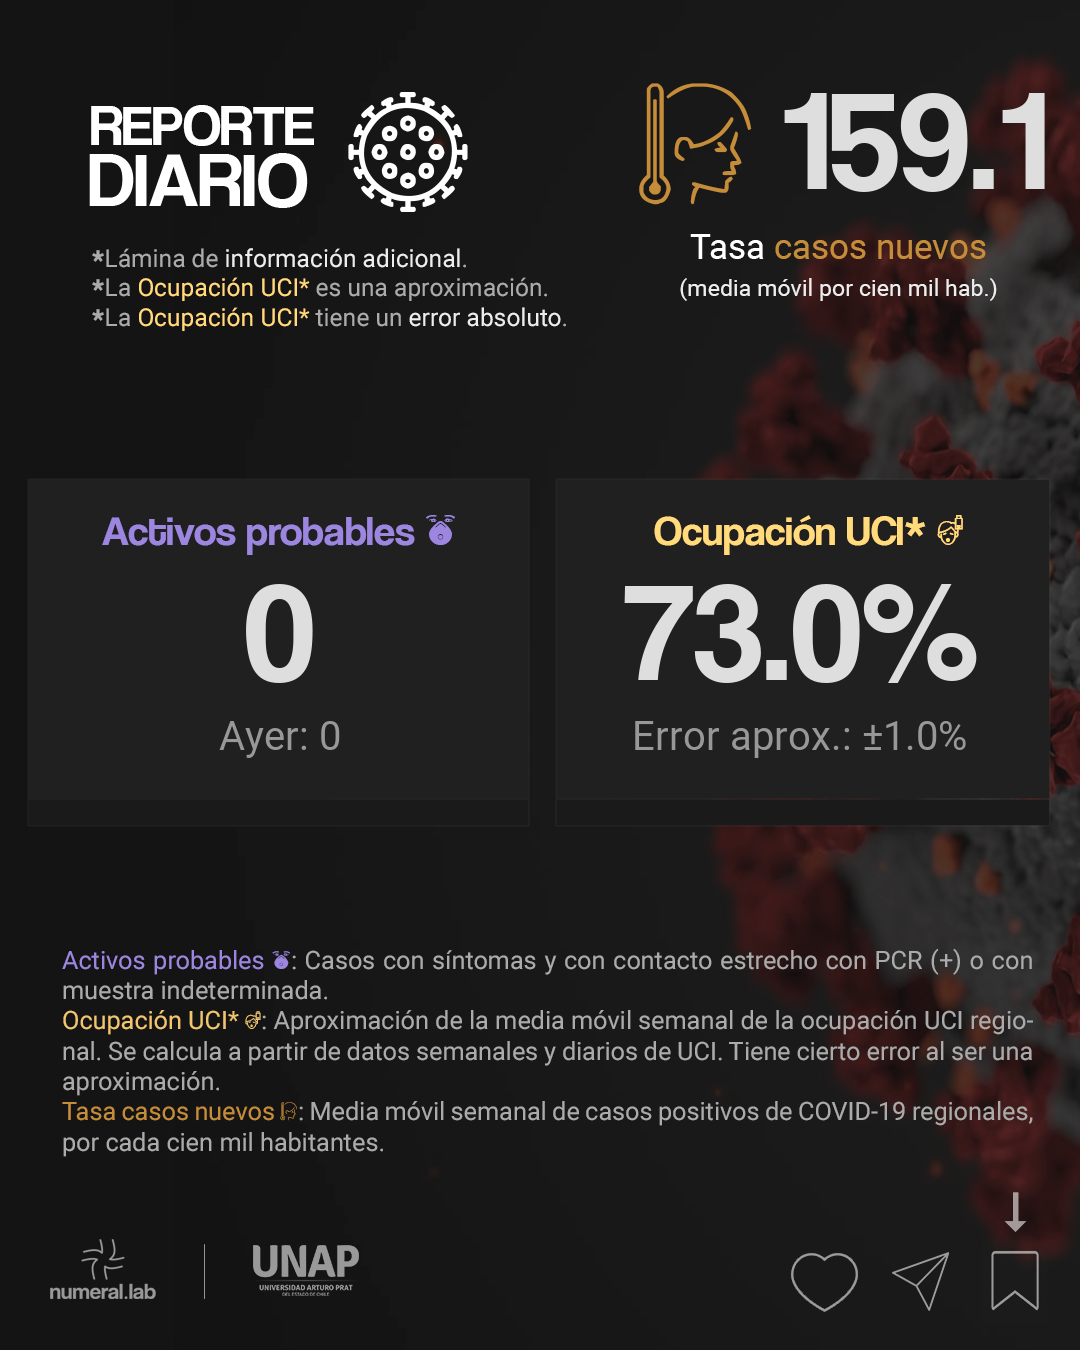 REPORTE
DIARIO
*Lámina de información adicional.
*La Ocupación UCI* es una aproximación.
*La Ocupación UCI* tiene un error absoluto.
159.1
Tasa casos nuevos
(media móvil por cien mil hab.)
Activos probables
0
Ayer: 0
Ocupación UCI*
73.0%
Error aprox.: ±1.0%
Activos probables : Casos con síntomas y con contacto estrecho con PCR (+) o con
muestra indeterminada.
Ocupación UCI* : Aproximación de la media móvil semanal de la ocupación UCI regio-
nal. Se calcula a partir de datos semanales y diarios de UCI. Tiene cierto error al ser una
aproximación.
Tasa casos nuevos : Media móvil semanal de casos positivos de COVID-19 regionales,
por cada cien mil habitantes.
numeral.lab
UNAP
UNIVERSIDAD ARTURO PRAT
DEL ESTADO DE CHILE